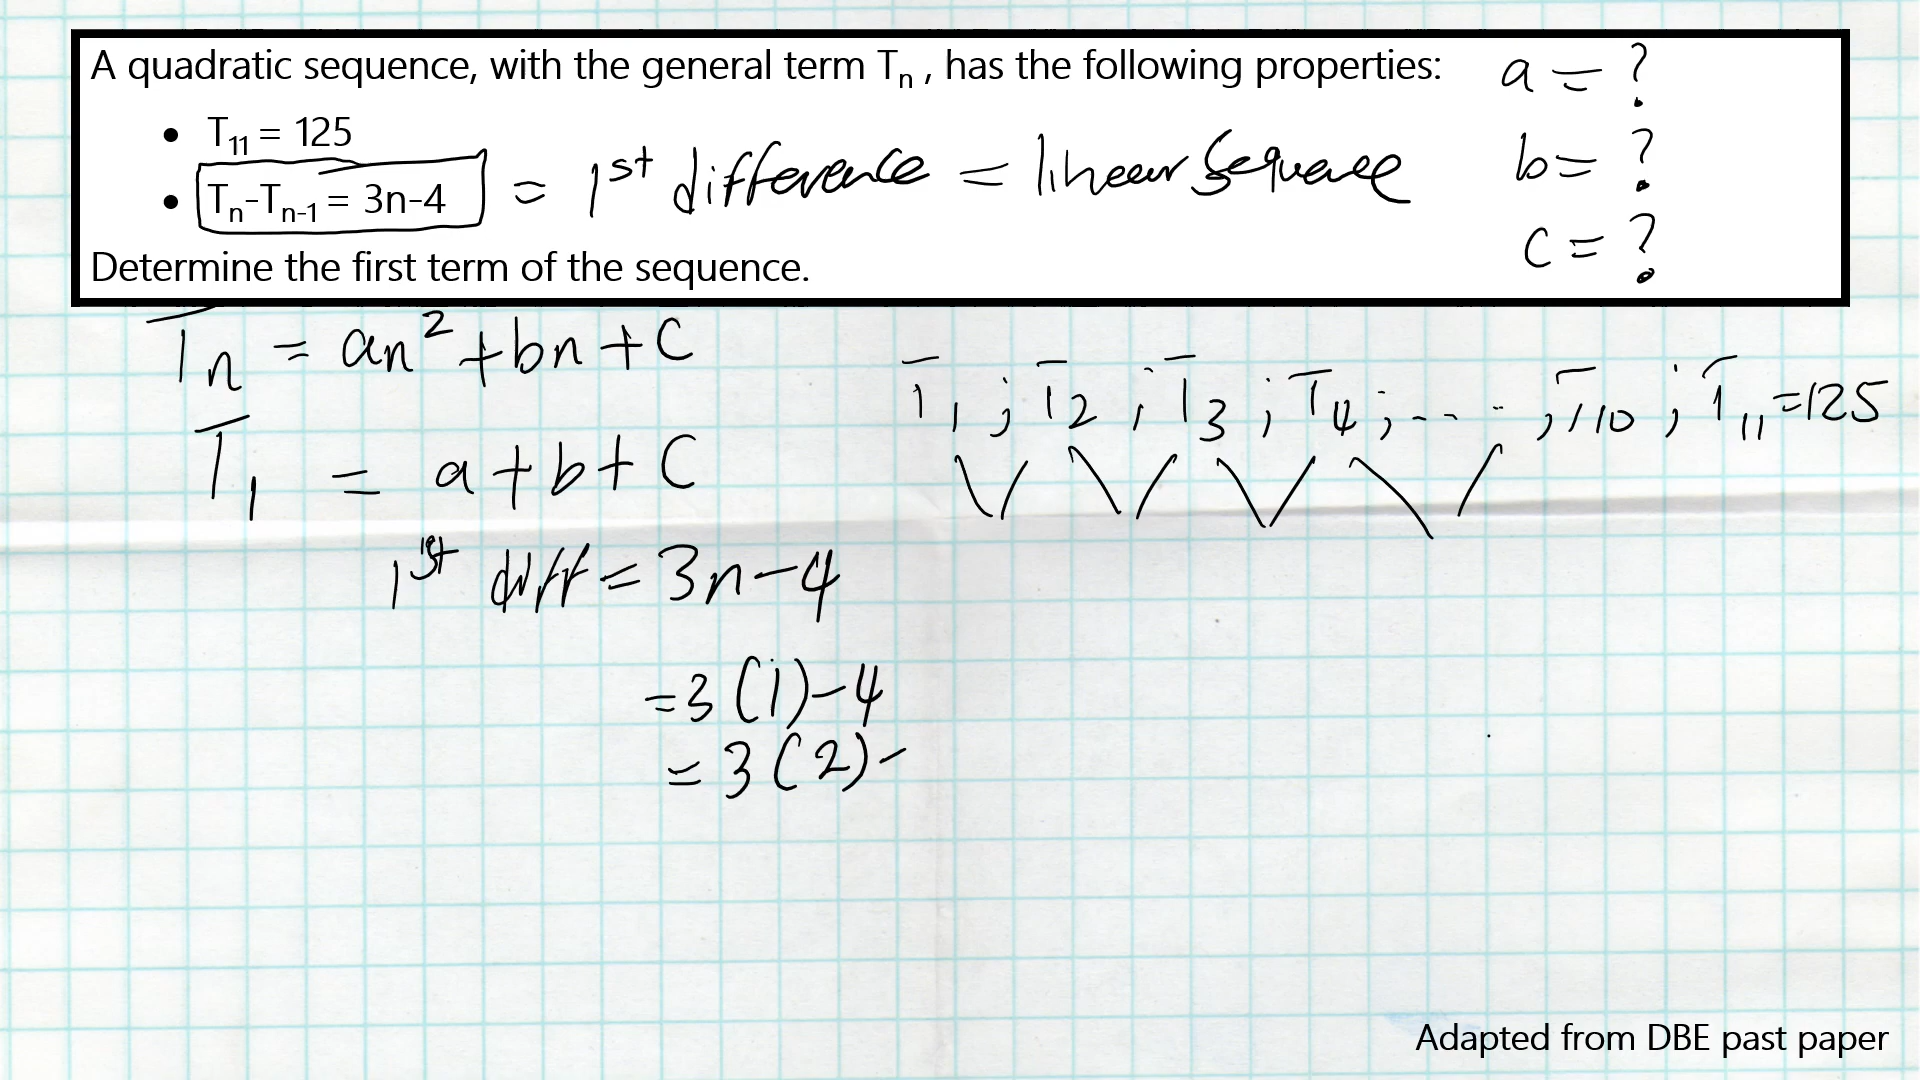 A quadratic sequence, with the general term Tₙ , has the following properties:
a = ?
• T₁₁ = 125
b = ?
• Tₙ-Tₙ₋₁ = 3n-4 = 1ˢᵗ difference = linear Sequence
c = ?
Determine the first term of the sequence.
Tₙ = an² + bn + C
T₁ ; T₂ ; T₃ ; T₄ ; ... ; T₁₀ ; T₁₁ = 125
T₁ = a + b + C
1ˢᵗ diff = 3n - 4
= 3 (1) - 4
= 3 (2) -
Adapted from DBE past paper